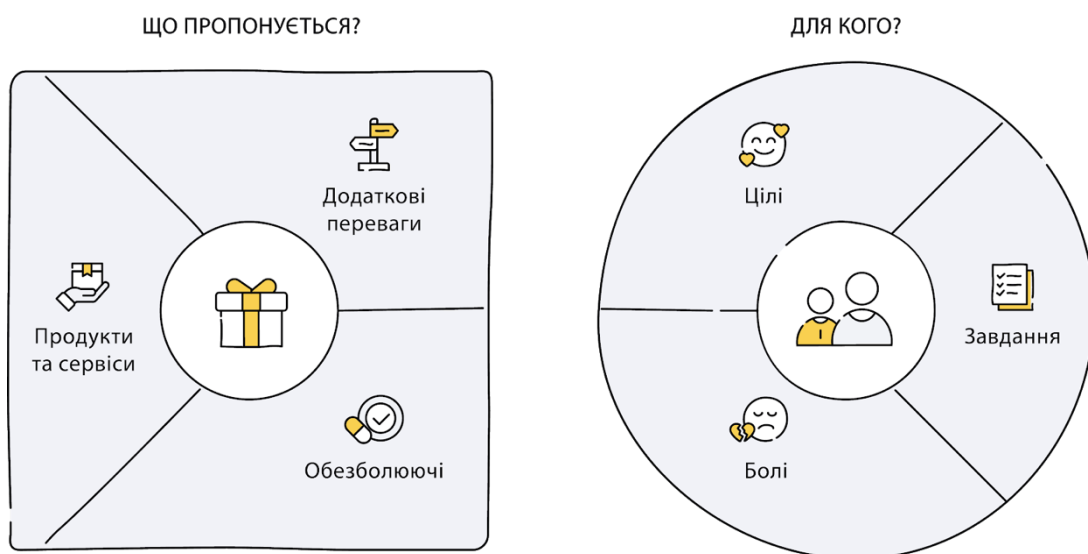 ЩО ПРОПОНУЄТЬСЯ?
Додаткові
переваги
Продукти
та сервіси
Обезболюючі
ДЛЯ КОГО?
Цілі
Завдання
Болі